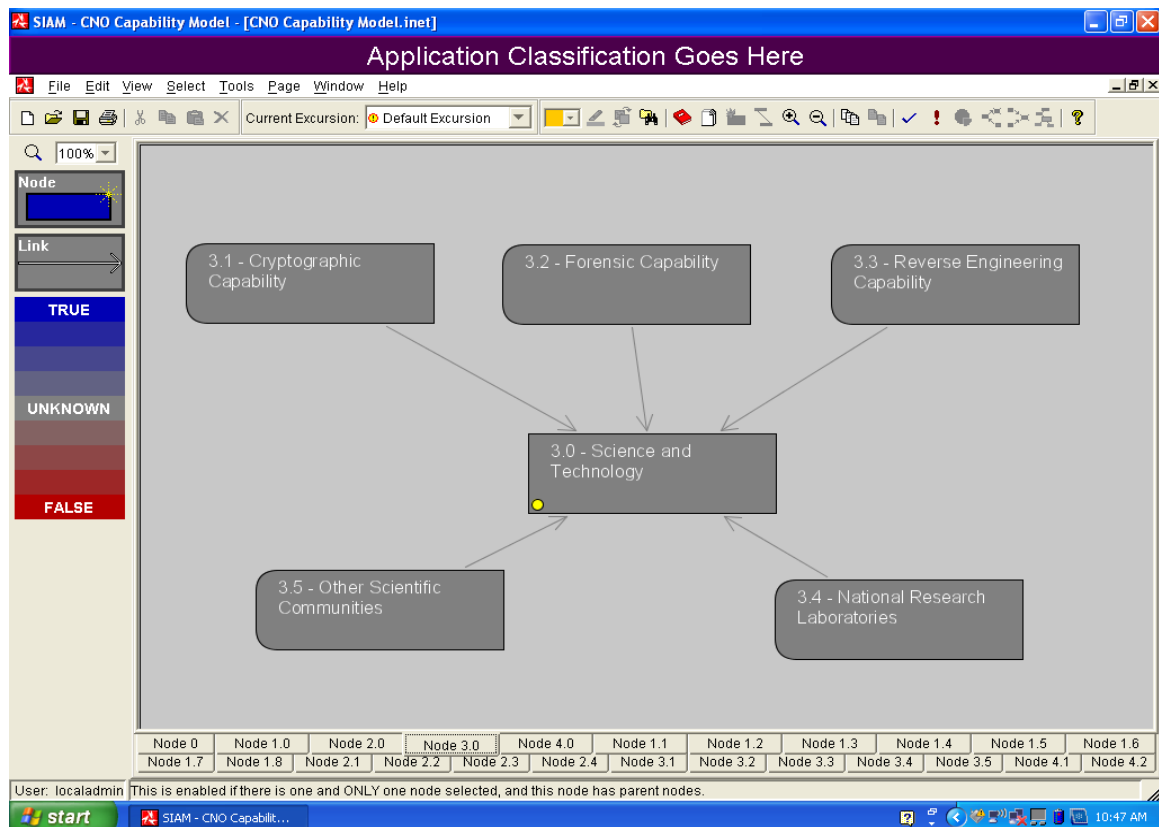 SIAM - CNO Capability Model - [CNO Capability Model.inet]
Application Classification Goes Here
File Edit View Select Tools Page Window Help
Current Excursion: Default Excursion
100%
Node
Link
TRUE
UNKNOWN
FALSE
3.1 - Cryptographic
Capability
3.2 - Forensic Capability
3.3 - Reverse Engineering
Capability
3.0 - Science and
Technology
3.5 - Other Scientific
Communities
3.4 - National Research
Laboratories
Node 0 Node 1.0 Node 2.0 Node 3.0 Node 4.0 Node 1.1 Node 1.2 Node 1.3 Node 1.4 Node 1.5 Node 1.6
Node 1.7 Node 1.8 Node 2.1 Node 2.2 Node 2.3 Node 2.4 Node 3.1 Node 3.2 Node 3.3 Node 3.4 Node 3.5 Node 4.1 Node 4.2
User: localadmin This is enabled if there is one and ONLY one node selected, and this node has parent nodes.
start SIAM - CNO Capabilit... 10:47 AM